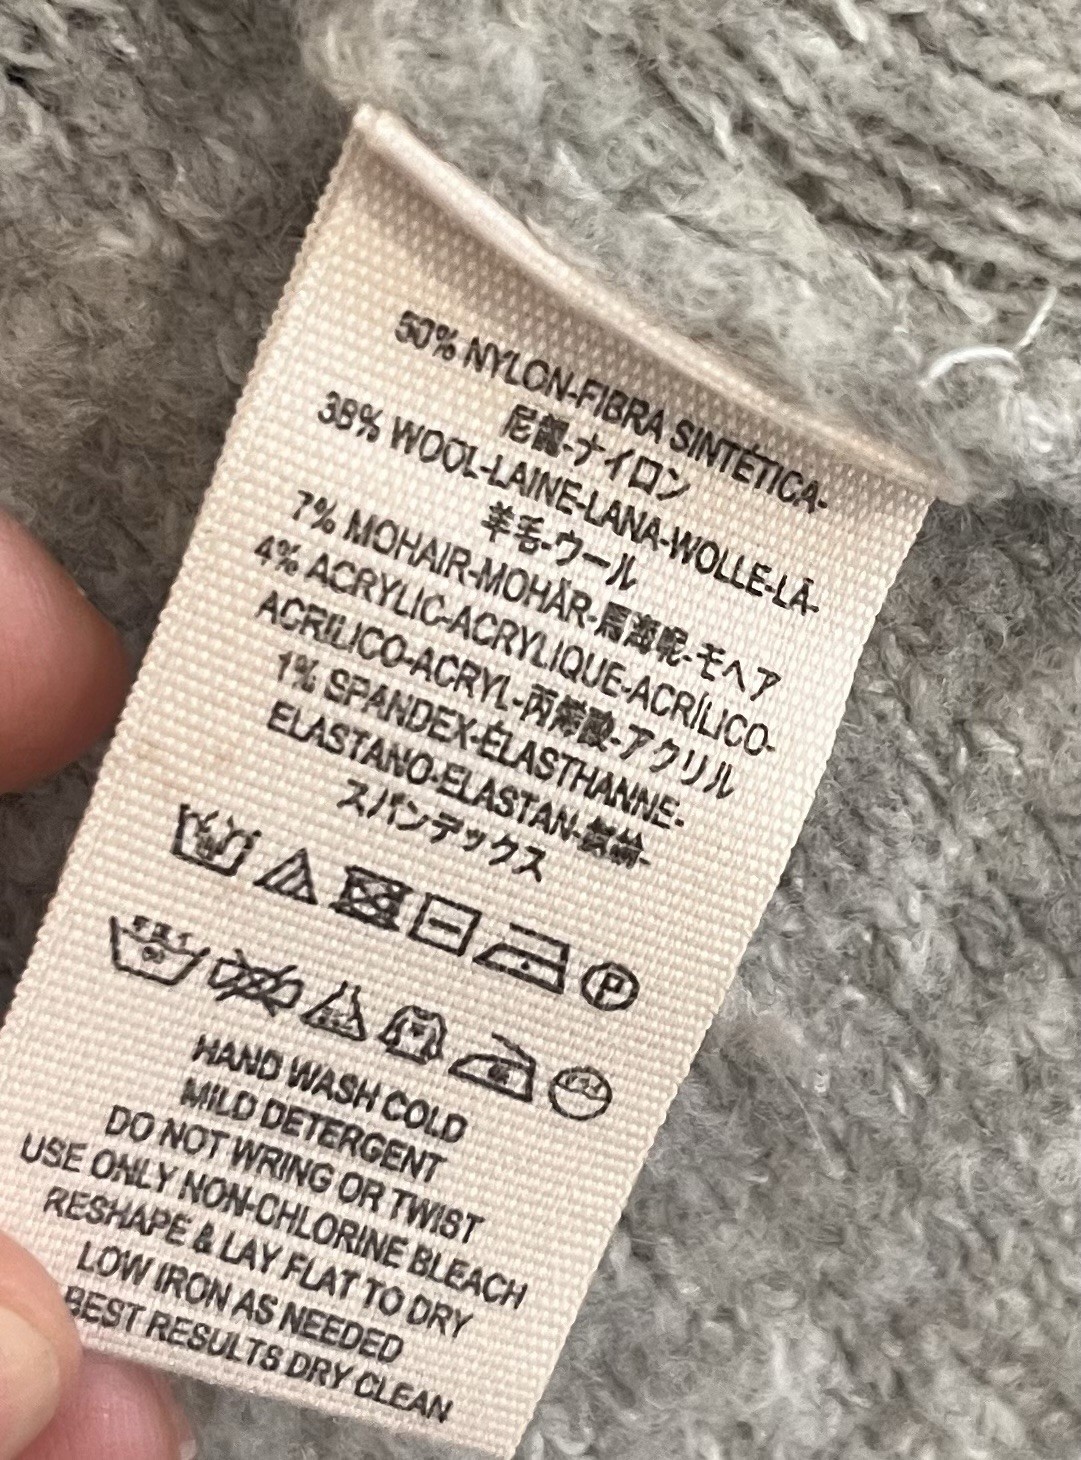 50% NYLON-FIBRA SINTÉTICA-
尼龍-ナイロン
38% WOOL-LAINE-LANA-WOLLE-LÃ-
羊毛-ウール
7% MOHAIR-MOHÄR-馬海呢-モヘア
4% ACRYLIC-ACRYLIQUE-ACRÍLICO-
ACRÍLICO-ACRYL-丙烯酸-アクリル
1% SPANDEX-ÉLASTHANNE-
ELASTANO-ELASTAN-
スパンデックス
P
HAND WASH COLD
MILD DETERGENT
DO NOT WRING OR TWIST
USE ONLY NON-CHLORINE BLEACH
RESHAPE & LAY FLAT TO DRY
LOW IRON AS NEEDED
BEST RESULTS DRY CLEAN